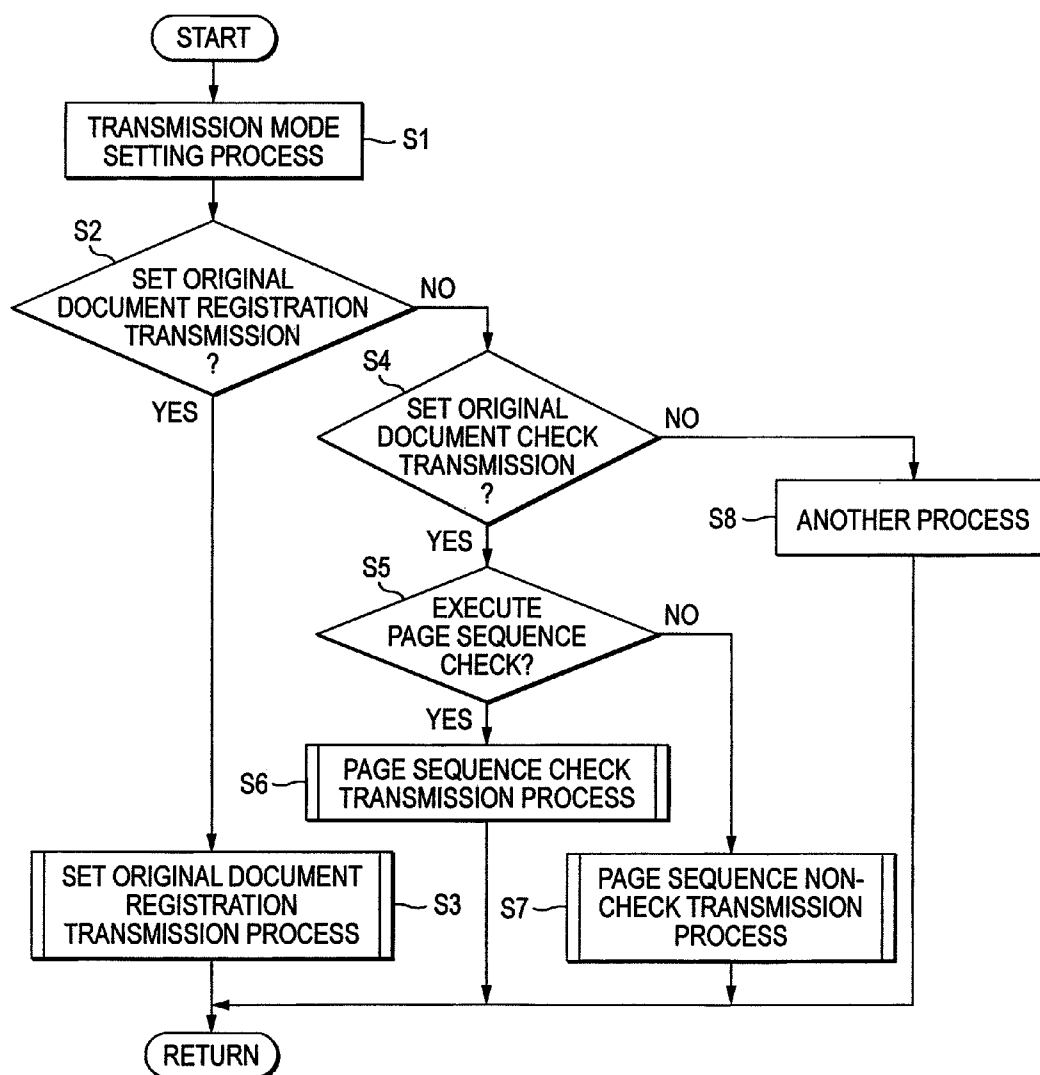 START
TRANSMISSION MODE
SETTING PROCESS
S1
S2
SET ORIGINAL
DOCUMENT REGISTRATION
TRANSMISSION
?
NO
YES
S4
SET ORIGINAL
DOCUMENT CHECK
TRANSMISSION
?
NO
YES
S8
ANOTHER PROCESS
S5
EXECUTE
PAGE SEQUENCE
CHECK?
NO
YES
S6
PAGE SEQUENCE CHECK
TRANSMISSION PROCESS
SET ORIGINAL DOCUMENT
REGISTRATION
TRANSMISSION PROCESS
S3
S7
PAGE SEQUENCE NON-
CHECK TRANSMISSION
PROCESS
RETURN